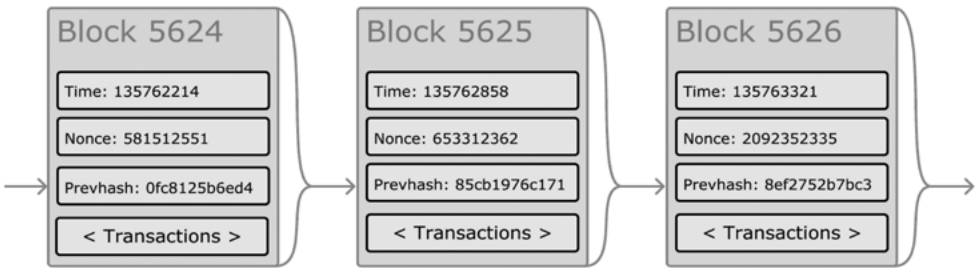 Block 5624
Time: 135762214
Nonce: 581512551
Prevhash: 0fc8125b6ed4
< Transactions >
Block 5625
Time: 135762858
Nonce: 653312362
Prevhash: 85cb1976c171
< Transactions >
Block 5626
Time: 135763321
Nonce: 2092352335
Prevhash: 8ef2752b7bc3
< Transactions >